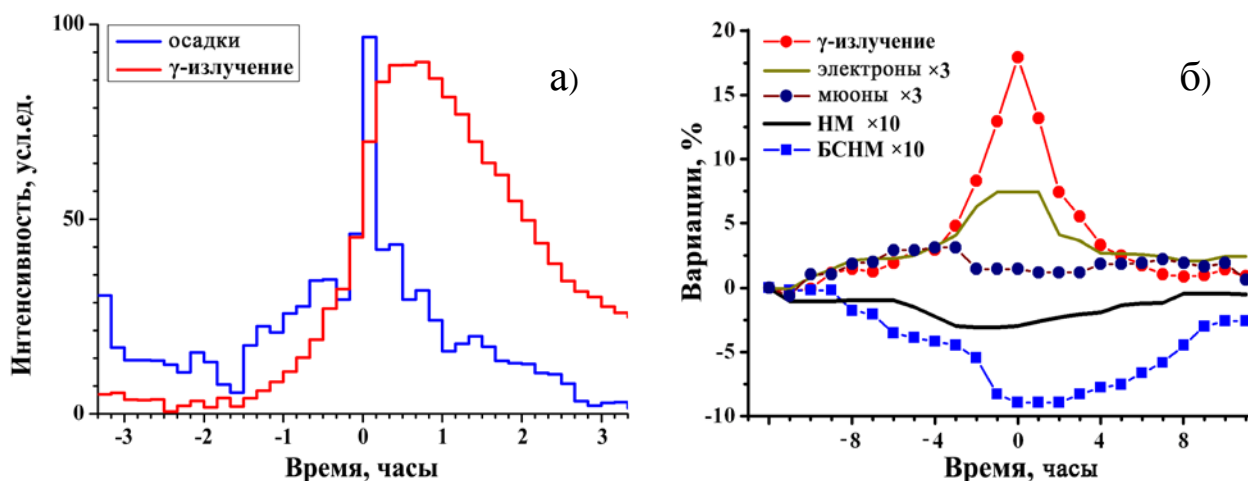 осадки
γ-излучение
а)
Интенсивность, усл.ед.
100
50
0
-3 -2 -1 0 1 2 3
Время, часы
γ-излучение
электроны ×3
мюоны ×3
НМ ×10
БСНМ ×10
б)
Вариации, %
20
15
10
5
0
-5
-10
-8 -4 0 4 8
Время, часы